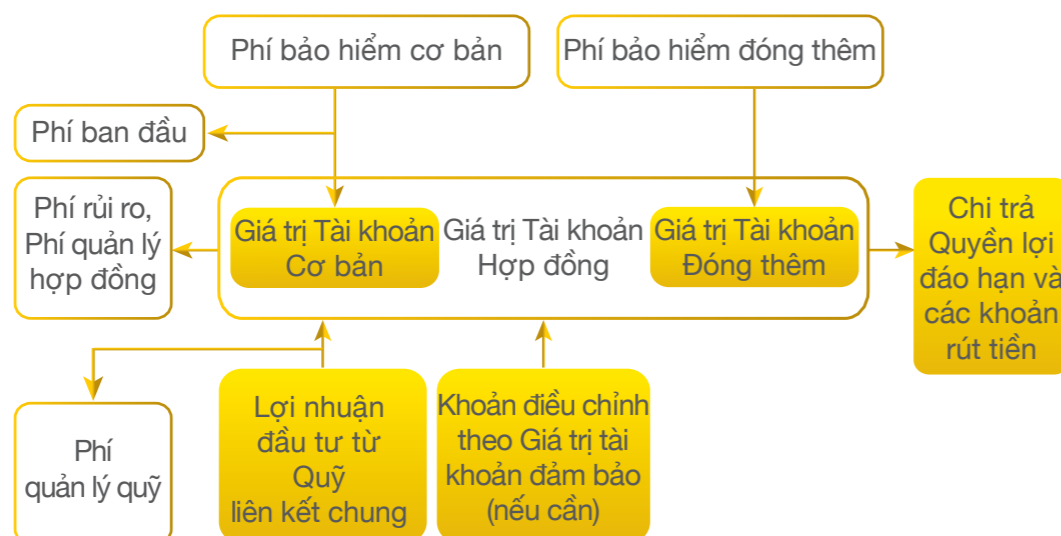 Phí bảo hiểm cơ bản
Phí bảo hiểm đóng thêm
Phí ban đầu
Phí rủi ro,
Phí quản lý
hợp đồng
Giá trị Tài khoản
Cơ bản
Giá trị Tài khoản
Hợp đồng
Giá trị Tài khoản
Đóng thêm
Chi trả
Quyền lợi
đáo hạn và
các khoản
rút tiền
Phí
quản lý quỹ
Lợi nhuận
đầu tư từ
Quỹ
liên kết chung
Khoản điều chỉnh
theo Giá trị tài
khoản đảm bảo
(nếu cần)